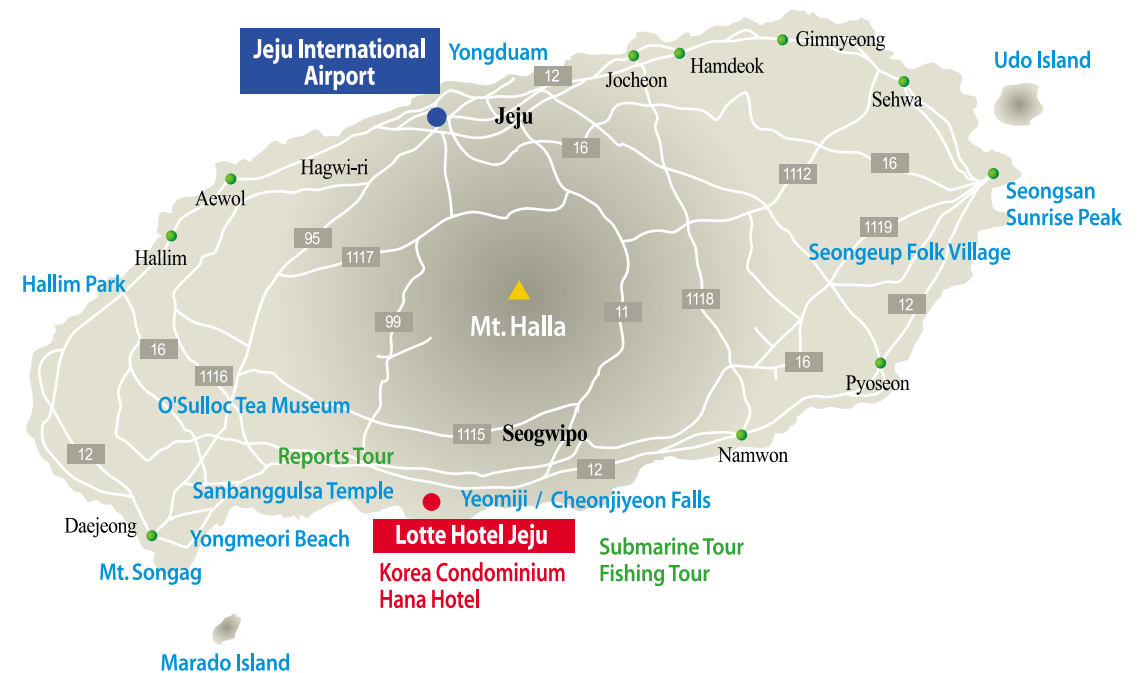 Jeju International
Airport
Yongduam
Gimnyeong
Hamdeok
Jocheon
12
Udo Island
Sehwa
Jeju
16
Hagwi-ri
16
1112
Aewol
Seongsan
Sunrise Peak
1119
95
1117
Hallim
Seongeup Folk Village
Hallim Park
1118
12
11
99
Mt. Halla
16
16
1116
Pyoseon
O'Sulloc Tea Museum
1115
Seogwipo
12
Reports Tour
Namwon
12
Sanbanggulsa Temple
Yeomiji / Cheonjiyeon Falls
Daejeong
Yongmeori Beach
Lotte Hotel Jeju
Submarine Tour
Fishing Tour
Mt. Songag
Korea Condominium
Hana Hotel
Marado Island